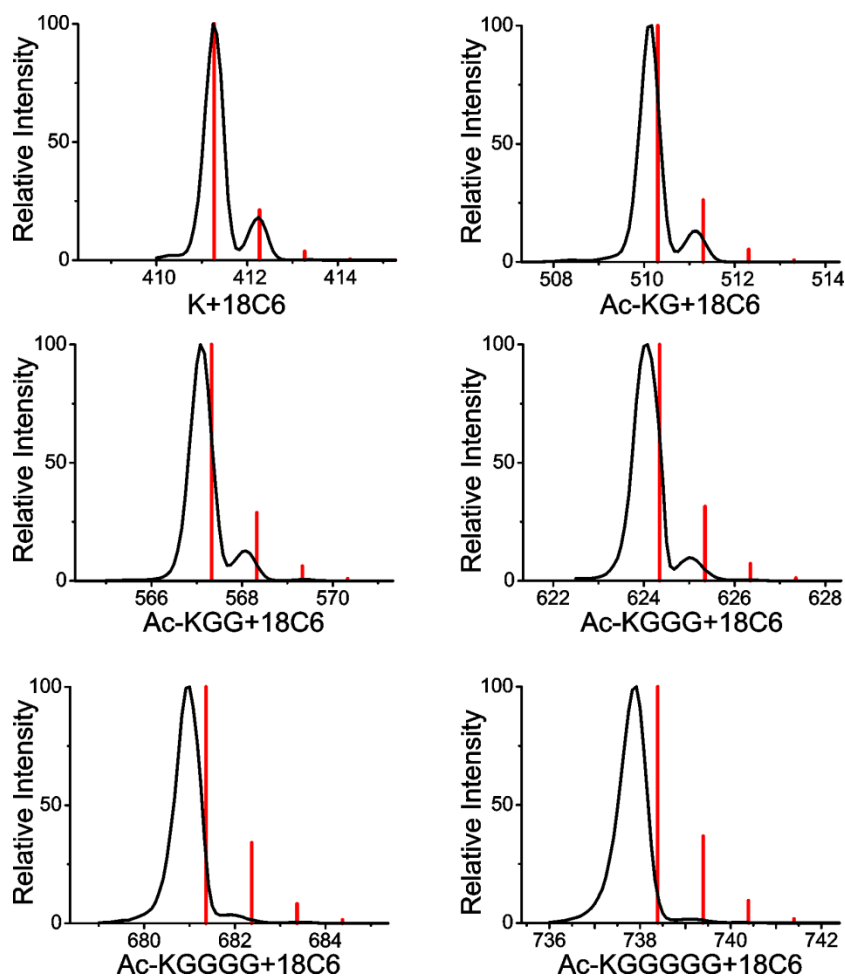 100
50
0
Relative Intensity
410 412 414
K+18C6
100
50
0
Relative Intensity
508 510 512 514
Ac-KG+18C6
100
50
0
Relative Intensity
566 568 570
Ac-KGG+18C6
100
50
0
Relative Intensity
622 624 626 628
Ac-KGGG+18C6
100
50
0
Relative Intensity
680 682 684
Ac-KGGGG+18C6
100
50
0
Relative Intensity
736 738 740 742
Ac-KGGGGG+18C6